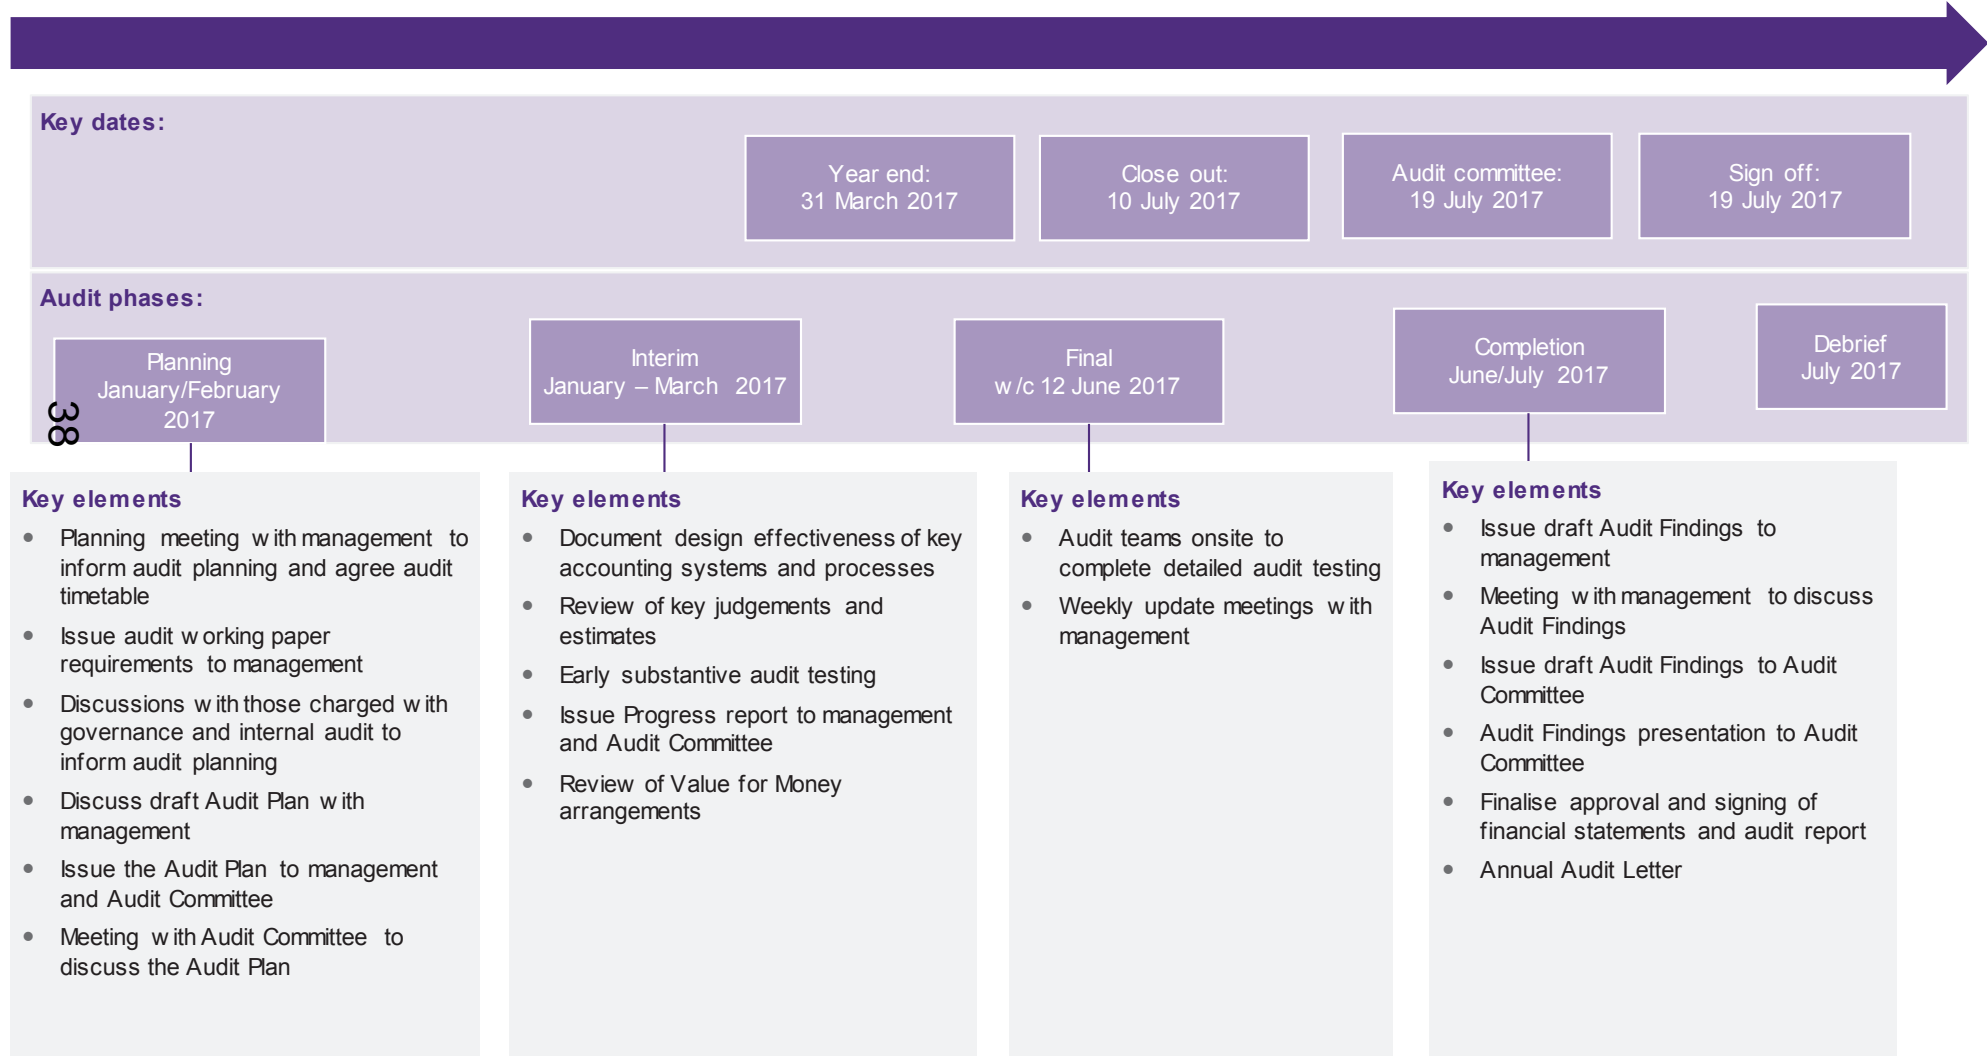 Key dates:
Year end:
31 March 2017
Close out:
10 July 2017
Audit committee:
19 July 2017
Sign off:
19 July 2017
Audit phases:
Planning
January/February
2017
Interim
January – March 2017
Final
w/c 12 June 2017
Completion
June/July 2017
Debrief
July 2017
38
Key elements
• Planning meeting with management to
inform audit planning and agree audit
timetable
• Issue audit working paper
requirements to management
• Discussions with those charged with
governance and internal audit to
inform audit planning
• Discuss draft Audit Plan with
management
• Issue the Audit Plan to management
and Audit Committee
• Meeting with Audit Committee to
discuss the Audit Plan
Key elements
• Document design effectiveness of key
accounting systems and processes
• Review of key judgements and
estimates
• Early substantive audit testing
• Issue Progress report to management
and Audit Committee
• Review of Value for Money
arrangements
Key elements
• Audit teams onsite to
complete detailed audit testing
• Weekly update meetings with
management
Key elements
• Issue draft Audit Findings to
management
• Meeting with management to discuss
Audit Findings
• Issue draft Audit Findings to Audit
Committee
• Audit Findings presentation to Audit
Committee
• Finalise approval and signing of
financial statements and audit report
• Annual Audit Letter